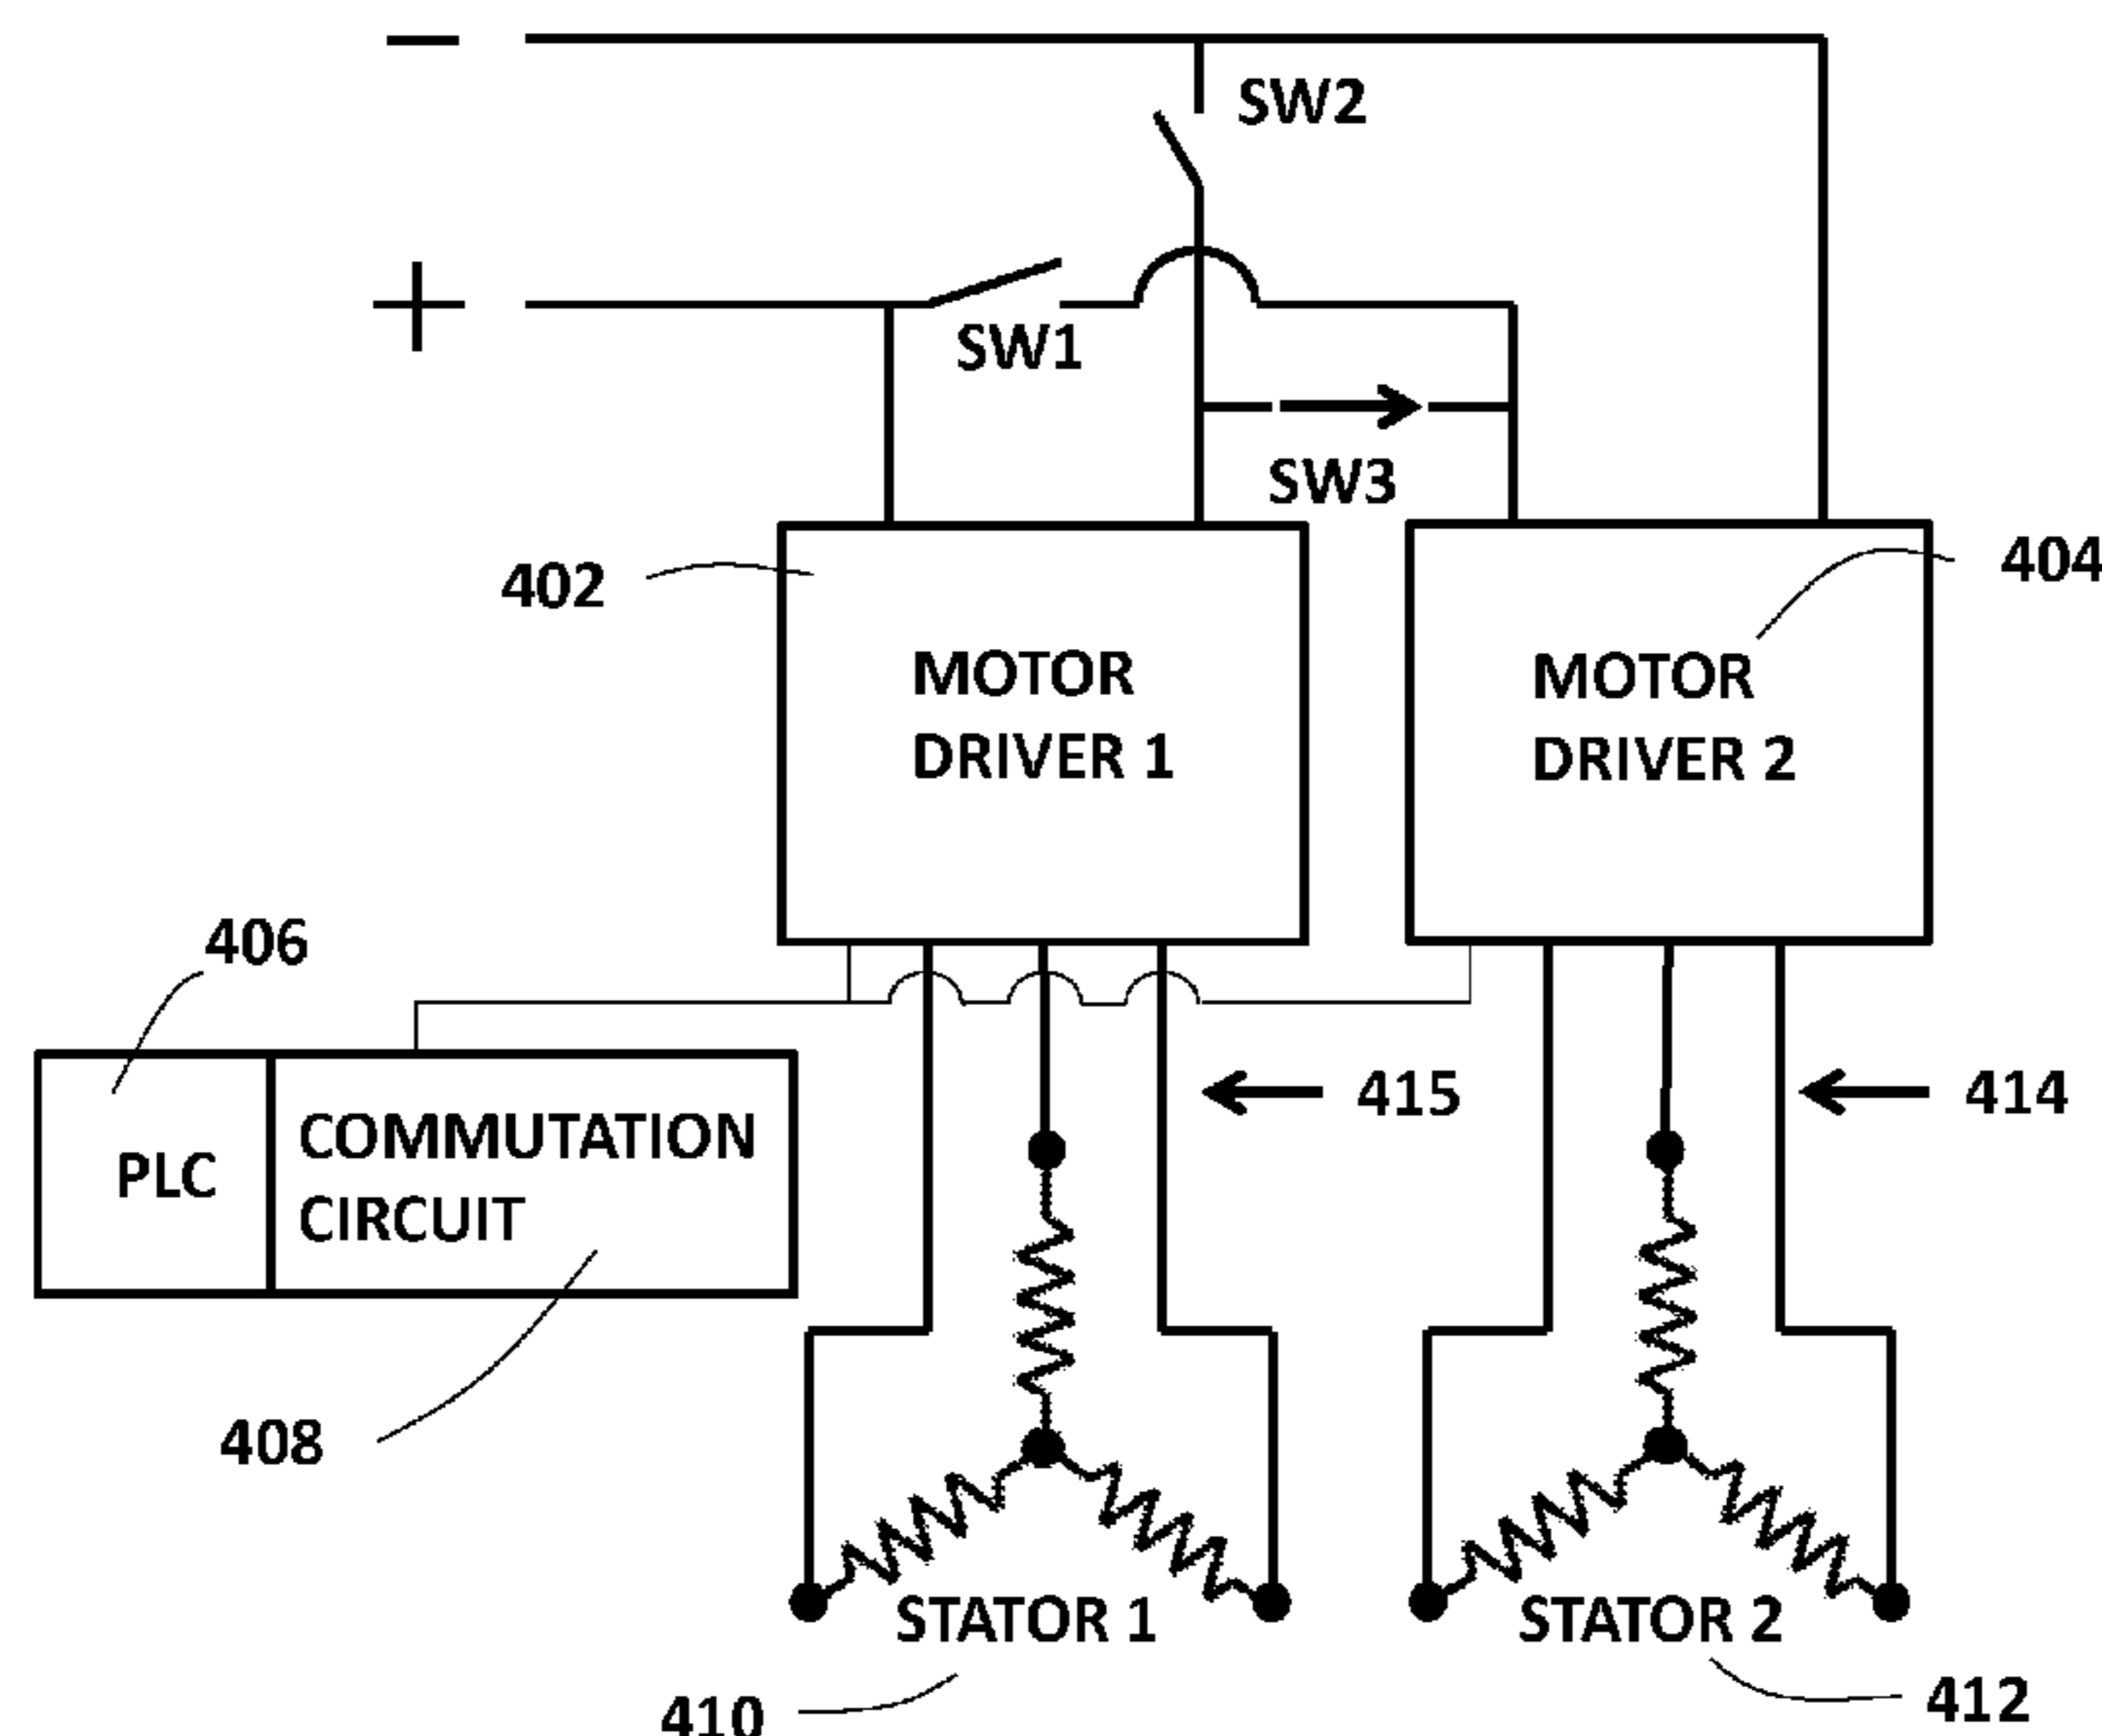 −
SW2
+
SW1
SW3
402
404
MOTOR
DRIVER 1
MOTOR
DRIVER 2
406
415
414
PLC
COMMUTATION
CIRCUIT
408
STATOR 1
STATOR 2
410
412